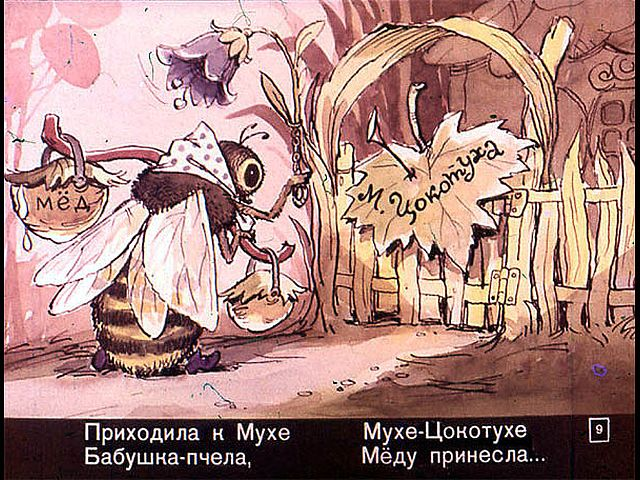 МЁД
М. Цокотуха
Приходила к Мухе
Бабушка-пчела,
Мухе-Цокотухе
Мёду принесла...
9